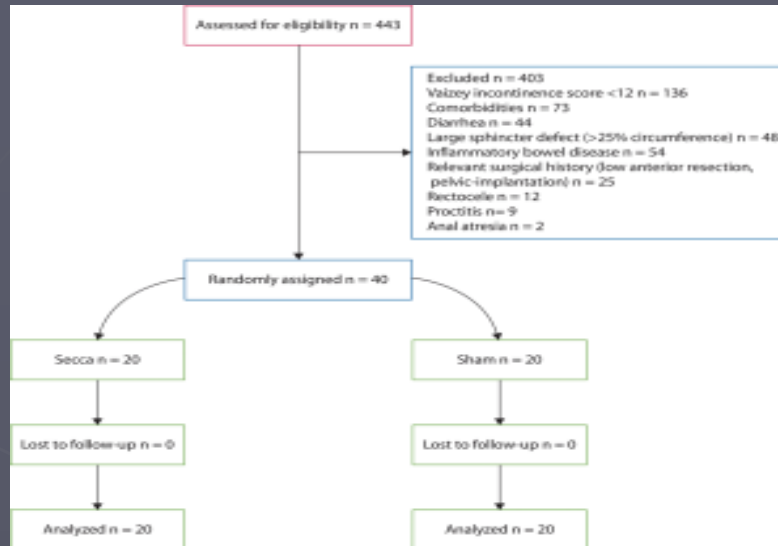 Assessed for eligibility n = 443
Excluded n = 403
Vaizey incontinence score <12 n = 136
Comorbidities n = 73
Diarrhea n = 44
Large sphincter defect (>25% circumference) n = 48
Inflammatory bowel disease n = 54
Relevant surgical history (low anterior resection,
pelvic-implantation) n = 25
Rectocele n = 12
Proctitis n= 9
Anal atresia n = 2
Randomly assigned n = 40
Secca n = 20
Sham n = 20
Lost to follow-up n = 0
Lost to follow-up n = 0
Analyzed n = 20
Analyzed n = 20